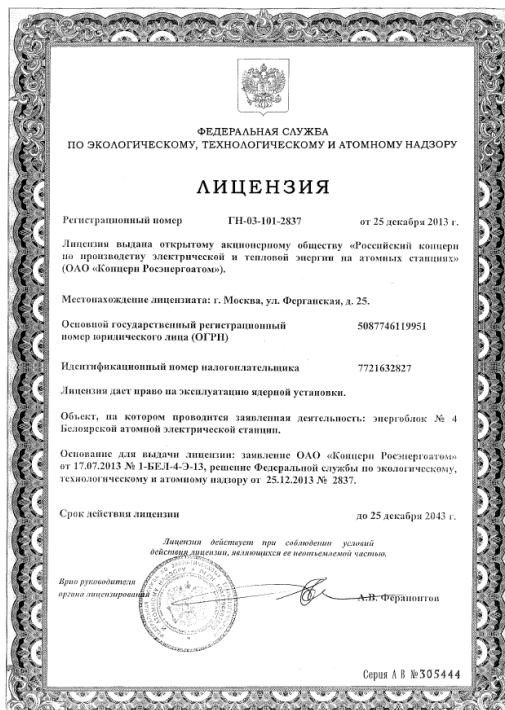 ФЕДЕРАЛЬНАЯ СЛУЖБА
ПО ЭКОЛОГИЧЕСКОМУ, ТЕХНОЛОГИЧЕСКОМУ И АТОМНОМУ НАДЗОРУ
ЛИЦЕНЗИЯ
Регистрационный номер ГН-03-101-2837 от 25 декабря 2013 г.
Лицензия выдана открытому акционерному обществу «Российский концерн
по производству электрической и тепловой энергии на атомных станциях»
(ОАО «Концерн Росэнергоатом»).
Местонахождение лицензиата: г. Москва, ул. Ферганская, д. 25.
Основной государственный регистрационный 5087746119951
номер юридического лица (ОГРН)
Идентификационный номер налогоплательщика 7721632827
Лицензия дает право на эксплуатацию ядерной установки.
Объект, на котором проводится заявленная деятельность: энергоблок № 4
Белоярской атомной электрической станции.
Основание для выдачи лицензии: заявление ОАО «Концерн Росэнергоатом»
от 17.07.2013 № 1-БЕЛ-4-Э-13, решение Федеральной службы по экологическому,
технологическому и атомному надзору от 25.12.2013 № 2837.
Срок действия лицензии до 25 декабря 2043 г.
Лицензия действует при соблюдении условий
действия лицензии, являющихся ее неотъемлемой частью.
Врио руководителя
органа лицензирования А.В. Ферапонтов
Серия А В №305444